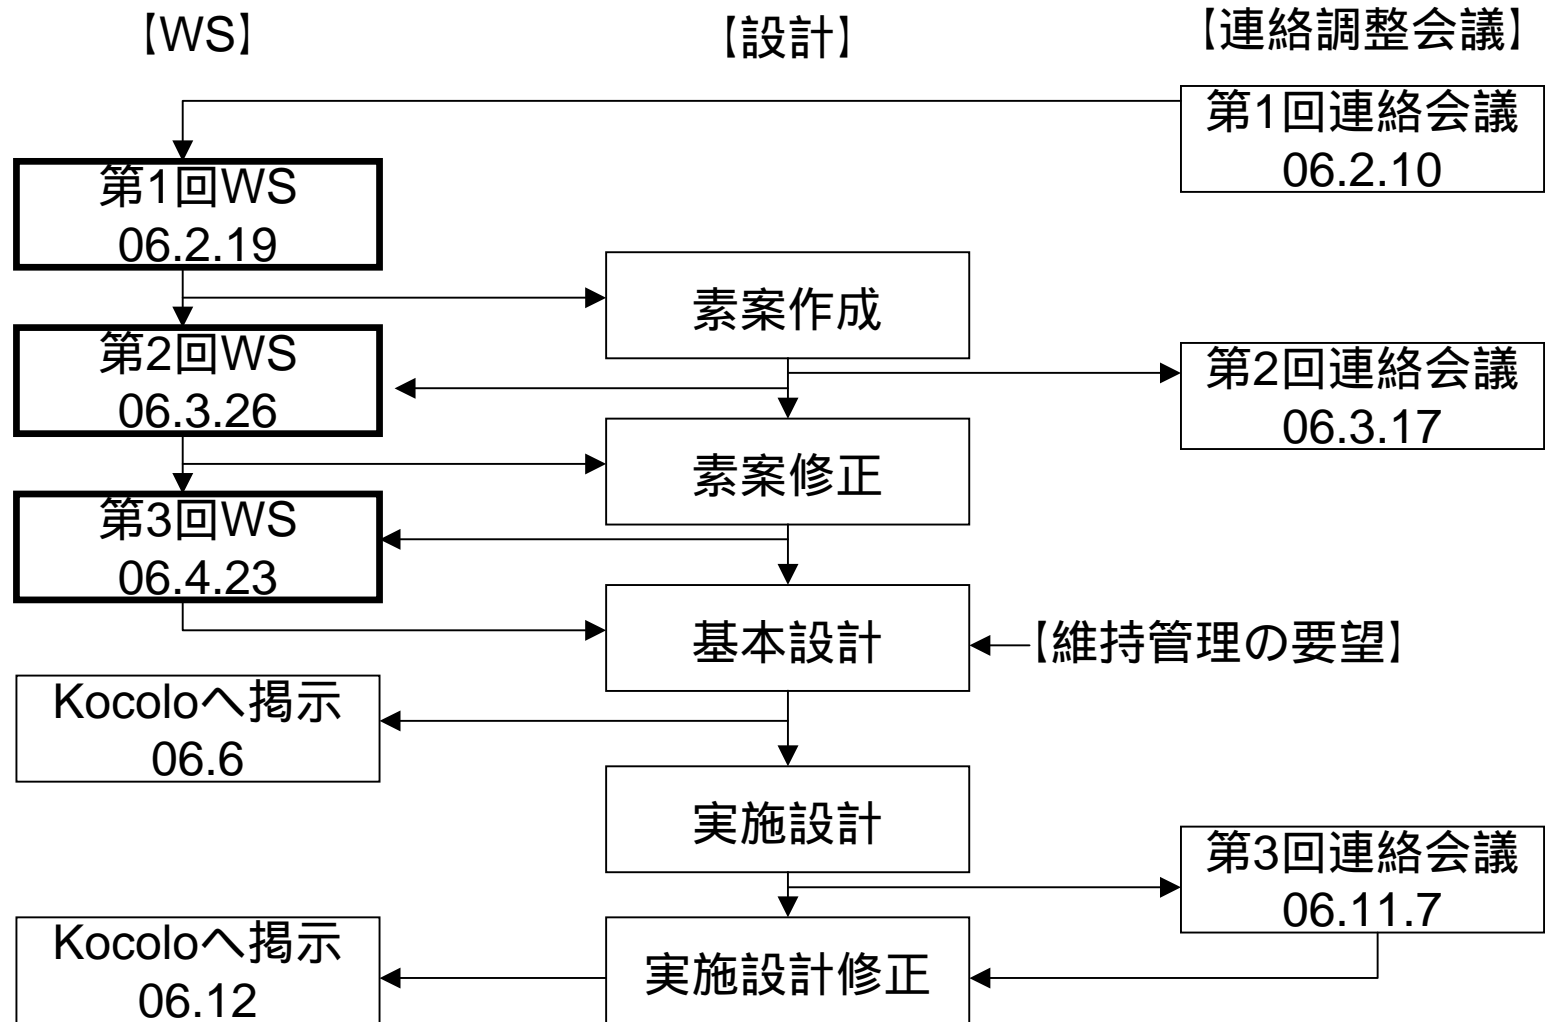 【WS】
【設計】
【連絡調整会議】
第1回連絡会議
06.2.10
第1回WS
06.2.19
素案作成
第2回WS
06.3.26
第2回連絡会議
06.3.17
素案修正
第3回WS
06.4.23
基本設計
【維持管理の要望】
Kocoloへ掲示
06.6
実施設計
第3回連絡会議
06.11.7
Kocoloへ掲示
06.12
実施設計修正